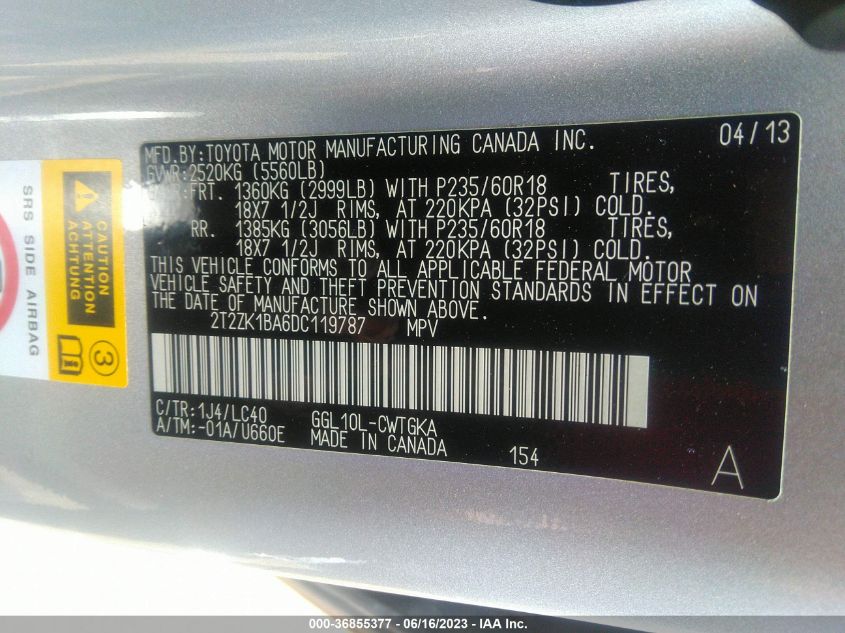 MFD.BY:TOYOTA MOTOR MANUFACTURING CANADA INC. 04/13
GVWR:2520KG (5560LB)
FRT. 1360KG (2999LB) WITH P235/60R18 TIRES,
18X7 1/2J RIMS, AT 220KPA (32PSI) COLD.
RR. 1385KG (3056LB) WITH P235/60R18 TIRES,
18X7 1/2J RIMS, AT 220KPA (32PSI) COLD.
THIS VEHICLE CONFORMS TO ALL APPLICABLE FEDERAL MOTOR
VEHICLE SAFETY AND THEFT PREVENTION STANDARDS IN EFFECT ON
THE DATE OF MANUFACTURE SHOWN ABOVE.
2T2ZK1BA6DC119787 MPV
C/TR:1J4/LC40 GGL10L-CWTGKA
A/TM:-01A/U660E MADE IN CANADA 154 A
SRS SIDE AIRBAG
CAUTION
ATTENTION
ACHTUNG
3
000-36855377 - 06/16/2023 - IAA Inc.